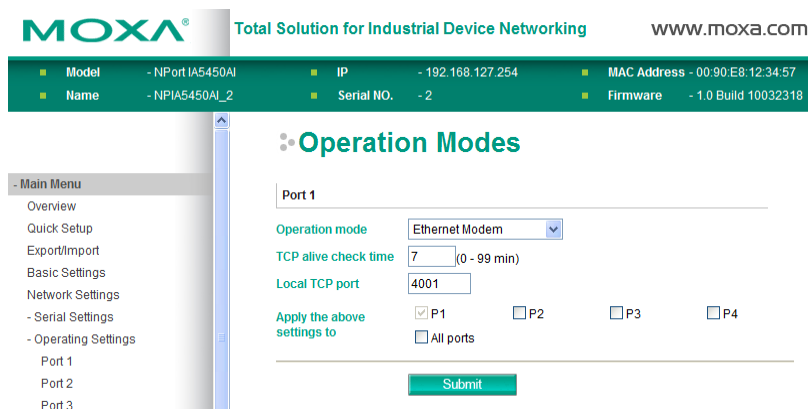 MOXA® Total Solution for Industrial Device Networking www.moxa.com
Model - NPort IA5450AI IP - 192.168.127.254 MAC Address - 00:90:E8:12:34:57
Name - NPIA5450AI_2 Serial NO. - 2 Firmware - 1.0 Build 10032318
- Main Menu
Overview
Quick Setup
Export/Import
Basic Settings
Network Settings
- Serial Settings
- Operating Settings
Port 1
Port 2
Port 3
Operation Modes
Port 1
Operation mode Ethernet Modem
TCP alive check time 7 (0 - 99 min)
Local TCP port 4001
Apply the above settings to P1 P2 P3 P4
All ports
Submit